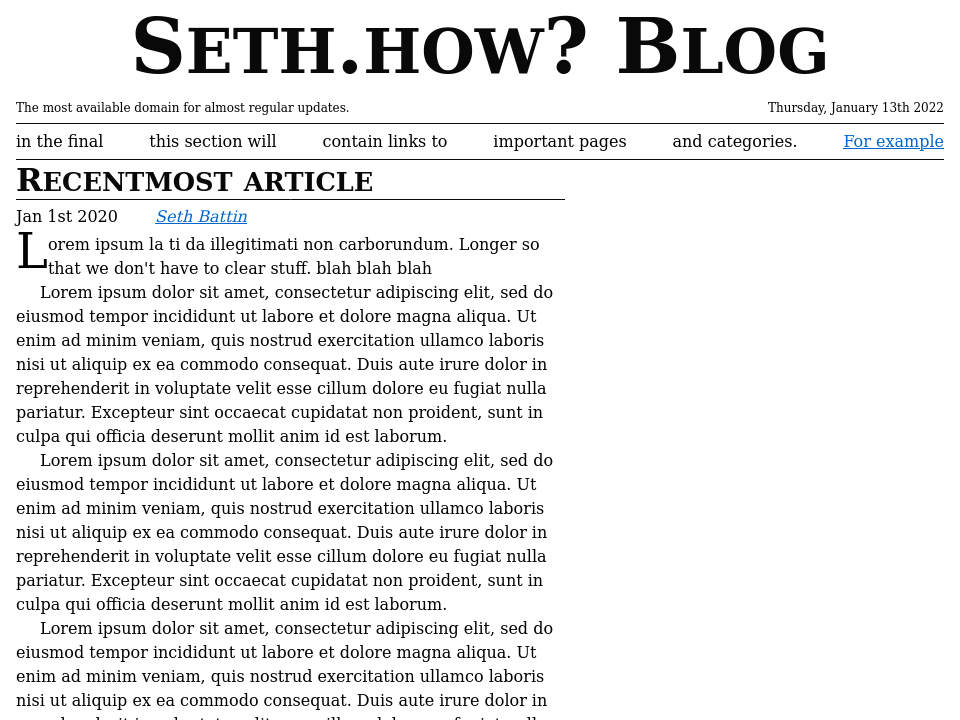 Seth.how? Blog
The most available domain for almost regular updates. Thursday, January 13th 2022
in the final this section will contain links to important pages and categories. For example
Recentmost article
Jan 1st 2020 Seth Battin
Lorem ipsum la ti da illegitimati non carborundum. Longer so
that we don't have to clear stuff. blah blah blah
Lorem ipsum dolor sit amet, consectetur adipiscing elit, sed do
eiusmod tempor incididunt ut labore et dolore magna aliqua. Ut
enim ad minim veniam, quis nostrud exercitation ullamco laboris
nisi ut aliquip ex ea commodo consequat. Duis aute irure dolor in
reprehenderit in voluptate velit esse cillum dolore eu fugiat nulla
pariatur. Excepteur sint occaecat cupidatat non proident, sunt in
culpa qui officia deserunt mollit anim id est laborum.
Lorem ipsum dolor sit amet, consectetur adipiscing elit, sed do
eiusmod tempor incididunt ut labore et dolore magna aliqua. Ut
enim ad minim veniam, quis nostrud exercitation ullamco laboris
nisi ut aliquip ex ea commodo consequat. Duis aute irure dolor in
reprehenderit in voluptate velit esse cillum dolore eu fugiat nulla
pariatur. Excepteur sint occaecat cupidatat non proident, sunt in
culpa qui officia deserunt mollit anim id est laborum.
Lorem ipsum dolor sit amet, consectetur adipiscing elit, sed do
eiusmod tempor incididunt ut labore et dolore magna aliqua. Ut
enim ad minim veniam, quis nostrud exercitation ullamco laboris
nisi ut aliquip ex ea commodo consequat. Duis aute irure dolor in